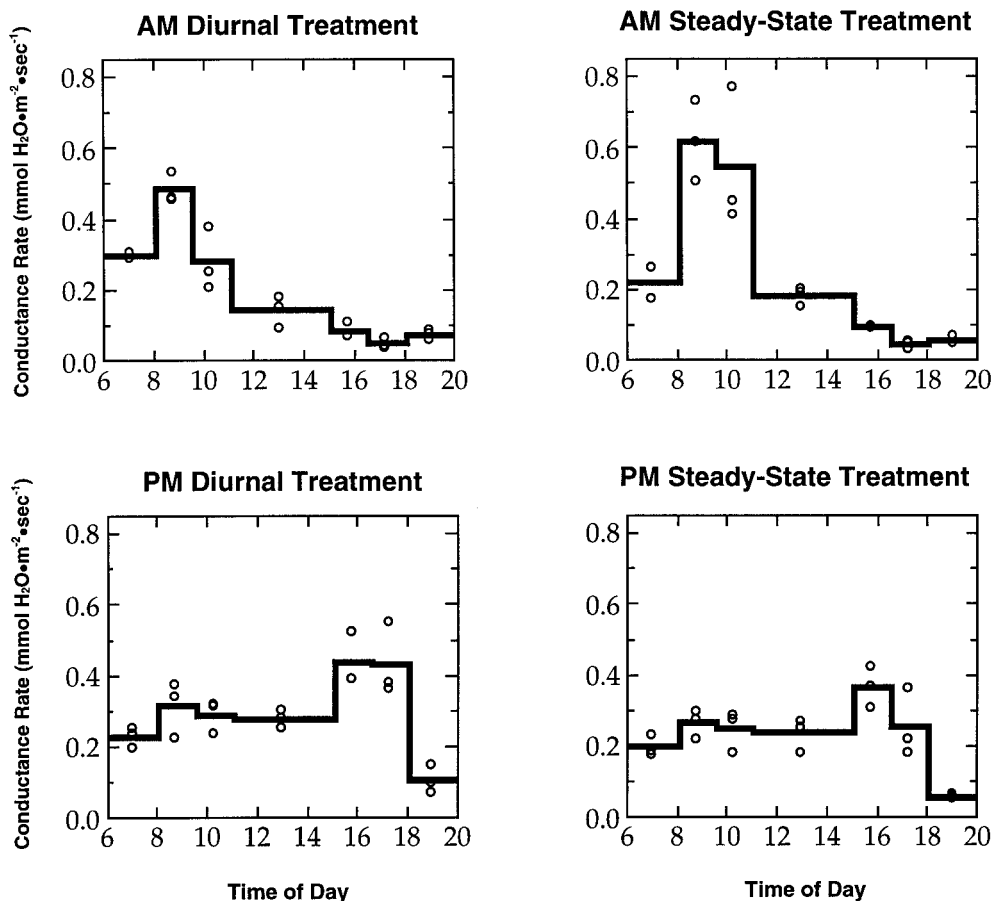 AM Diurnal Treatment
AM Steady-State Treatment
Conductance Rate (mmol H₂O•m⁻²•sec⁻¹)
0.8
0.6
0.4
0.2
0.0
6 8 10 12 14 16 18 20
0.8
0.6
0.4
0.2
0.0
6 8 10 12 14 16 18 20
PM Diurnal Treatment
PM Steady-State Treatment
Conductance Rate (mmol H₂O•m⁻²•sec⁻¹)
0.8
0.6
0.4
0.2
0.0
6 8 10 12 14 16 18 20
0.8
0.6
0.4
0.2
0.0
6 8 10 12 14 16 18 20
Time of Day
Time of Day